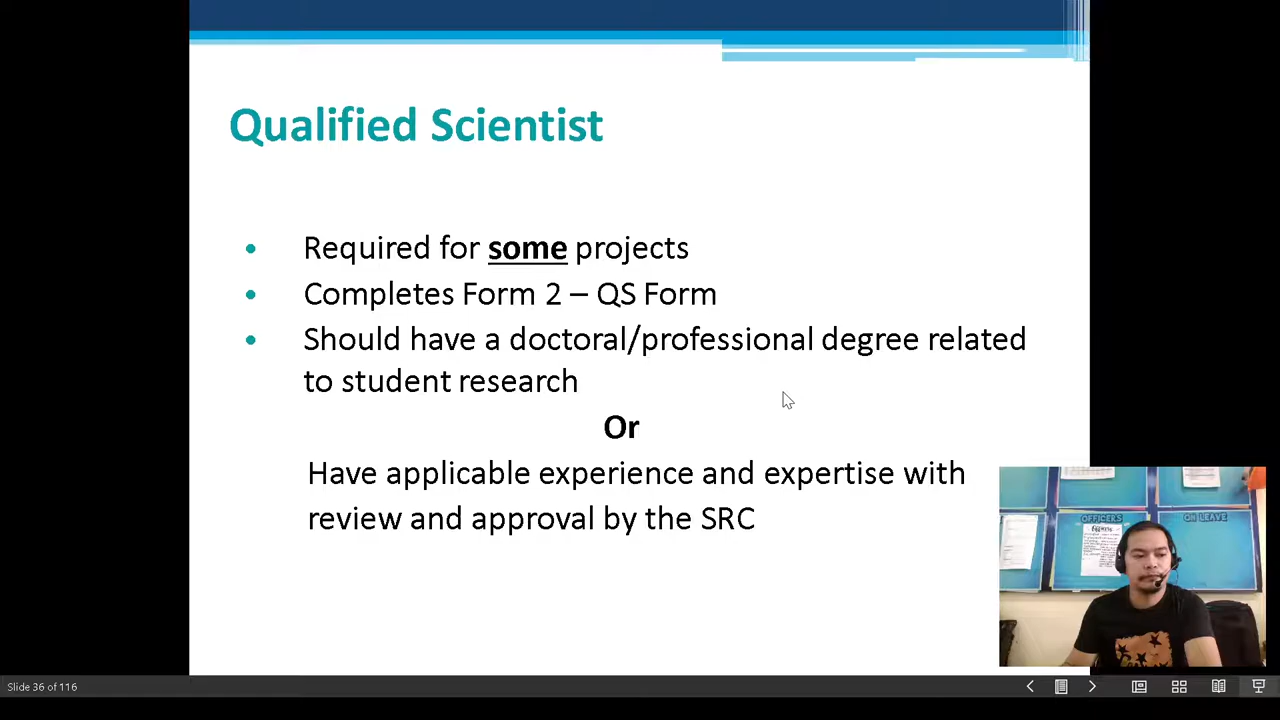 Qualified Scientist
• Required for some projects
• Completes Form 2 – QS Form
• Should have a doctoral/professional degree related
to student research
Or
Have applicable experience and expertise with
review and approval by the SRC
OFFICERS
ON LEAVE
Slide 36 of 116